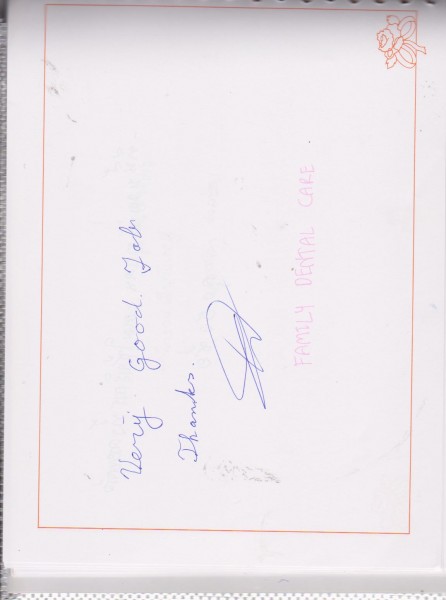 Very Good Job
Thanks.
FAMILY DENTAL CARE.